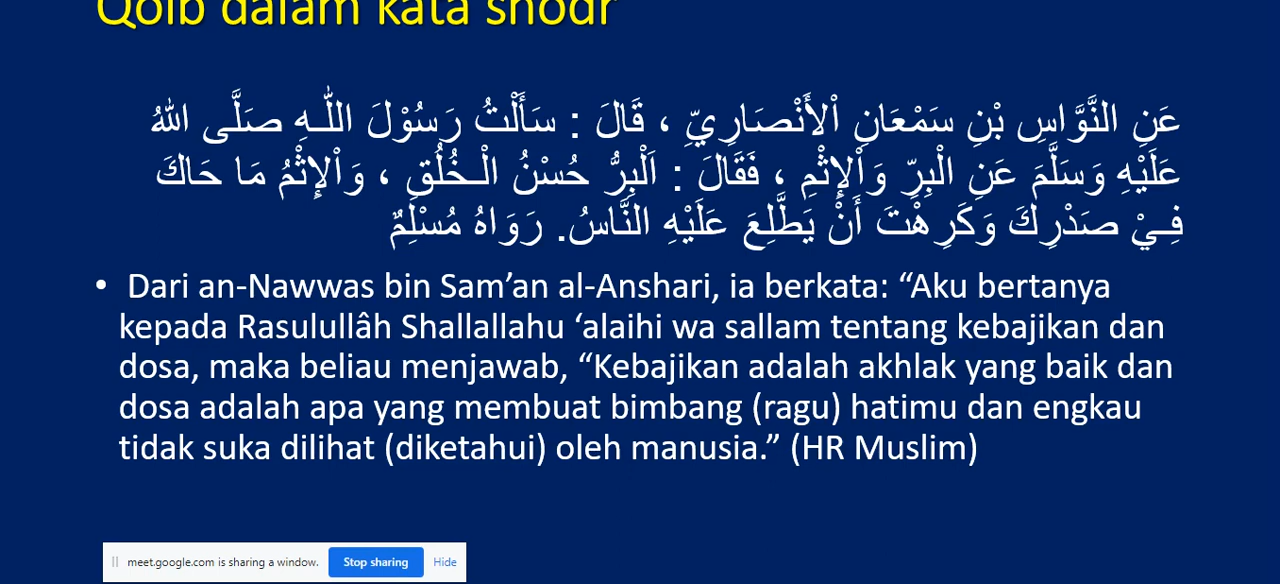 Qolb dalam kata shodr
عَنِ النَّوَّاسِ بْنِ سَمْعَانِ اْلأَنْصَارِيِّ ، قَالَ : سَأَلْتُ رَسُوْلَ اللّٰـهِ صَلَّى اللهُ
عَلَيْهِ وَسَلَّمَ عَنِ الْبِرِّ وَاْلإِثْمِ ، فَقَالَ : اَلْبِرُّ حُسْنُ الْـخُلُقِ ، وَاْلإِثْمُ مَا حَاكَ
فِـيْ صَدْرِكَ وَكَرِهْتَ أَنْ يَطَّلِعَ عَلَيْهِ النَّاسُ. رَوَاهُ مُسْلِمٌ
• Dari an-Nawwas bin Sam’an al-Anshari, ia berkata: “Aku bertanya
kepada Rasulullâh Shallallahu ‘alaihi wa sallam tentang kebajikan dan
dosa, maka beliau menjawab, “Kebajikan adalah akhlak yang baik dan
dosa adalah apa yang membuat bimbang (ragu) hatimu dan engkau
tidak suka dilihat (diketahui) oleh manusia.” (HR Muslim)
meet.google.com is sharing a window. Stop sharing Hide